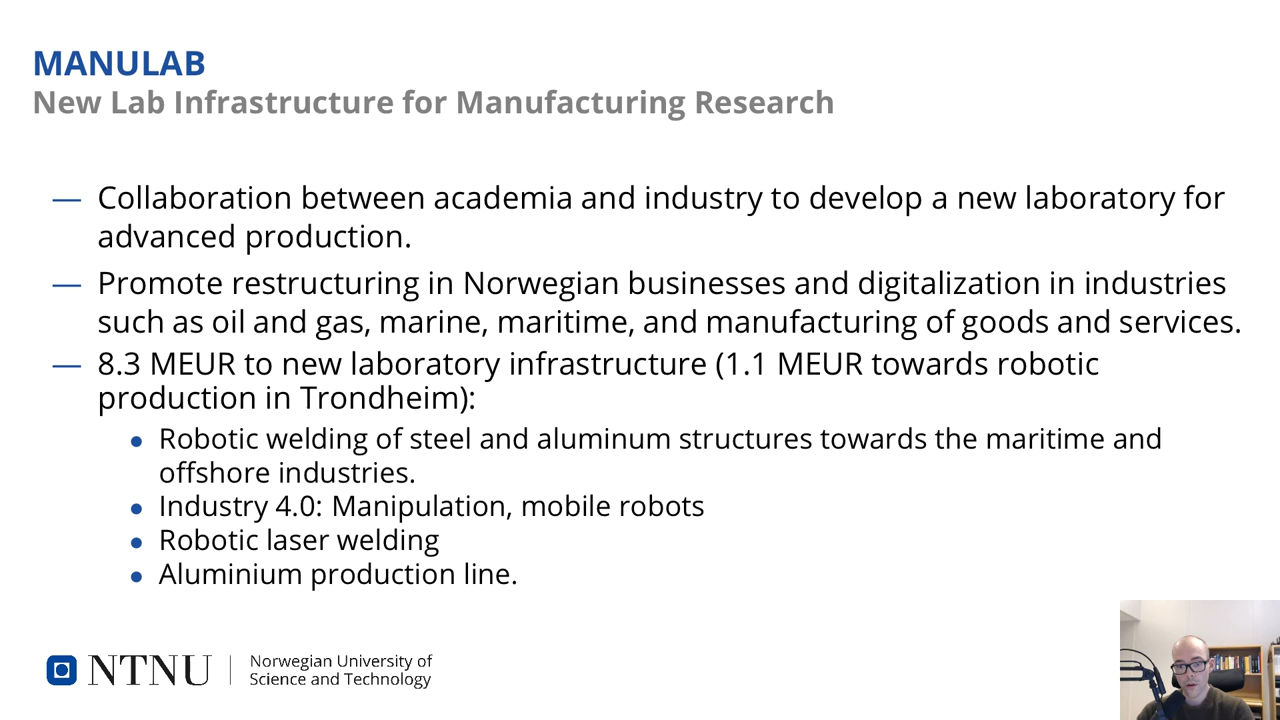 MANULAB
New Lab Infrastructure for Manufacturing Research
— Collaboration between academia and industry to develop a new laboratory for
advanced production.
— Promote restructuring in Norwegian businesses and digitalization in industries
such as oil and gas, marine, maritime, and manufacturing of goods and services.
— 8.3 MEUR to new laboratory infrastructure (1.1 MEUR towards robotic
production in Trondheim):
• Robotic welding of steel and aluminum structures towards the maritime and
offshore industries.
• Industry 4.0: Manipulation, mobile robots
• Robotic laser welding
• Aluminium production line.
NTNU
Norwegian University of
Science and Technology